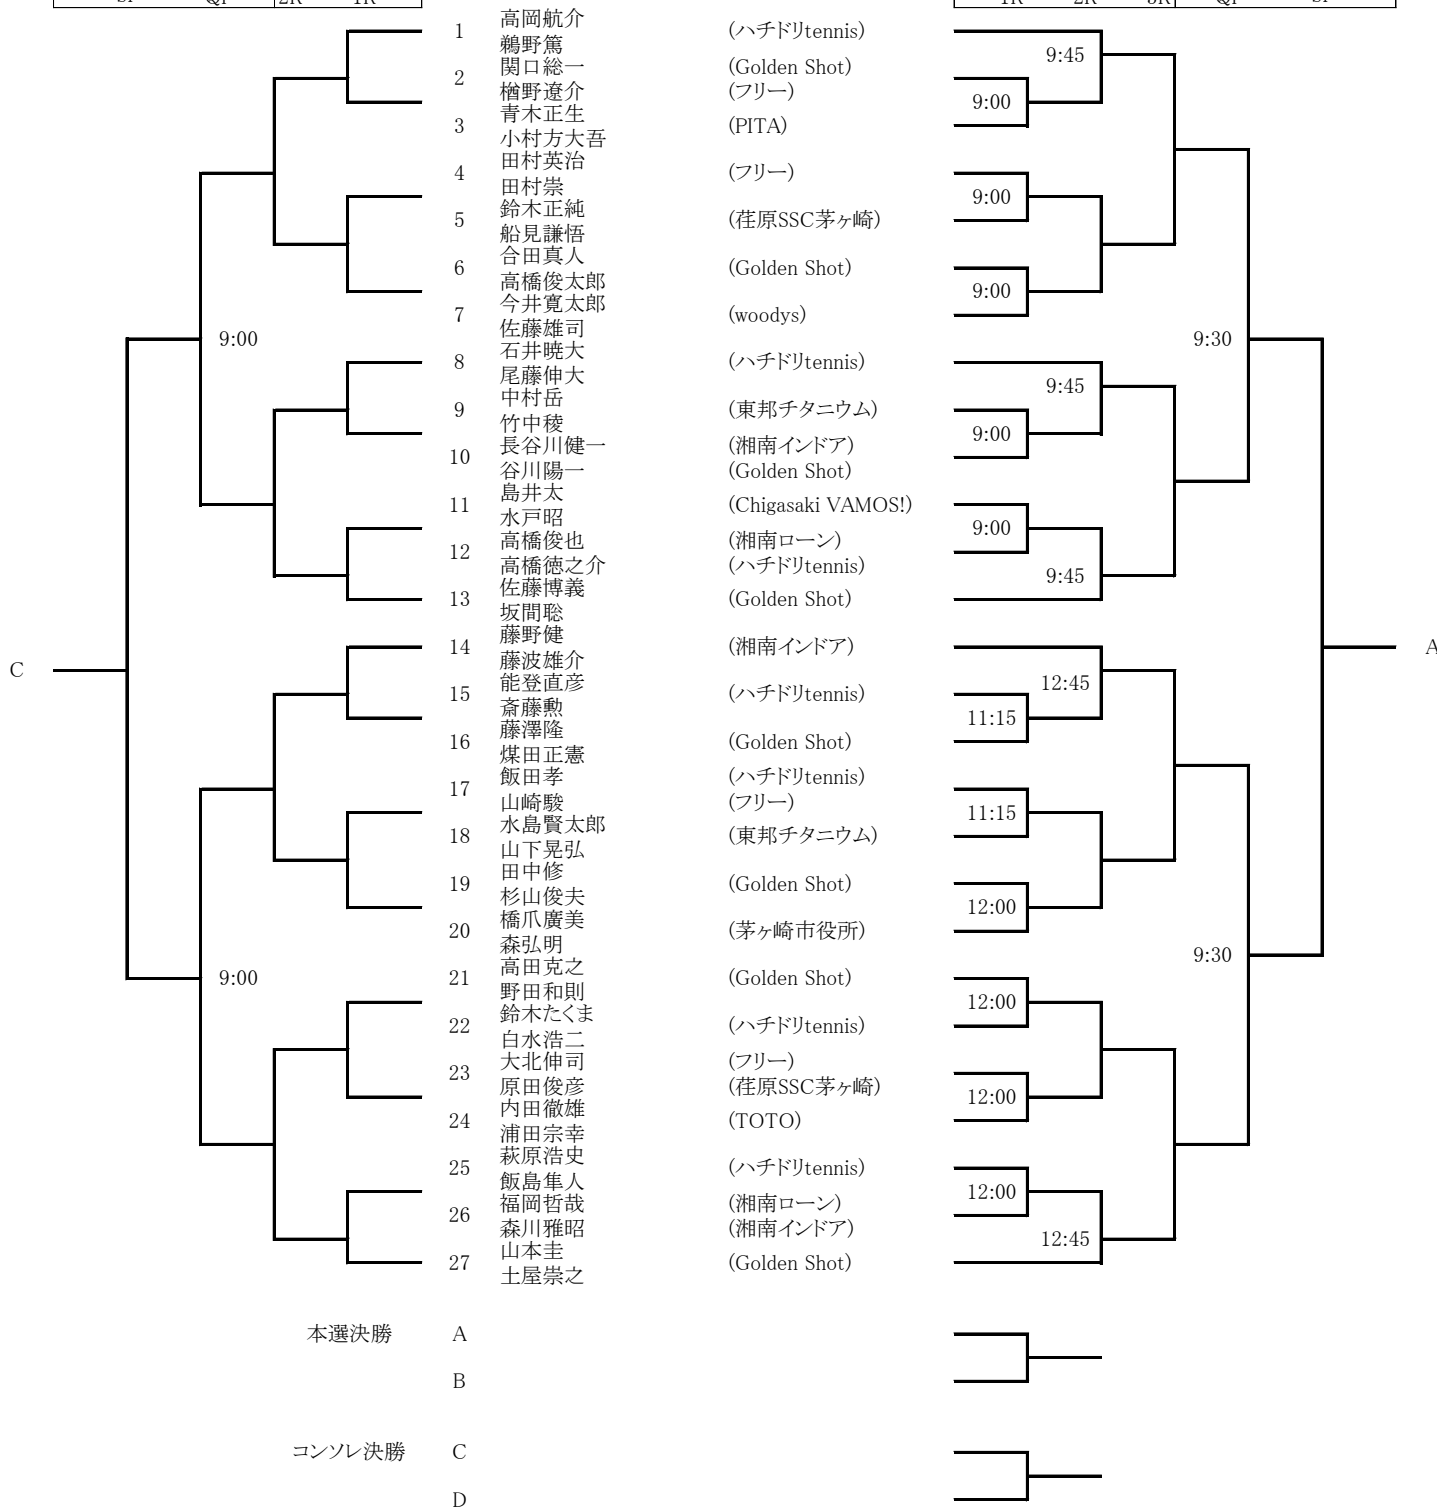 2R 1R 1R 2R 3R
1 高岡航介 (ハチドリtennis)
鵜野篤
9:45
2 関口総一 (Golden Shot)
楢野遼介 (フリー)
9:00
3 青木正生 (PITA)
小村方大吾
4 田村英治 (フリー)
田村崇
9:00
5 鈴木正純 (荏原SSC茅ヶ崎)
船見謙悟
6 合田真人 (Golden Shot)
高橋俊太郎
9:00
7 今井寛太郎 (woodys)
佐藤雄司
9:00 9:30
8 石井暁大 (ハチドリtennis)
尾藤伸大
9:45
9 中村岳 (東邦チタニウム)
竹中稜
9:00
10 長谷川健一 (湘南インドア)
谷川陽一 (Golden Shot)
11 島井太 (Chigasaki VAMOS!)
水戸昭
9:00
12 高橋俊也 (湘南ローン)
高橋徳之介 (ハチドリtennis)
9:45
13 佐藤博義 (Golden Shot)
坂間聡
14 藤野健 (湘南インドア)
藤波雄介
C A
12:45
15 能登直彦 (ハチドリtennis)
斎藤勲
11:15
16 藤澤隆 (Golden Shot)
煤田正憲
17 飯田孝 (ハチドリtennis)
山崎駿 (フリー)
11:15
18 水島賢太郎 (東邦チタニウム)
山下晃弘
19 田中修 (Golden Shot)
杉山俊夫
12:00
20 橋爪廣美 (茅ヶ崎市役所)
森弘明
9:30
21 高田克之 (Golden Shot)
野田和則
9:00
12:00
22 鈴木たくま (ハチドリtennis)
白水浩二
23 大北伸司 (フリー)
原田俊彦 (荏原SSC茅ヶ崎)
12:00
24 内田徹雄 (TOTO)
浦田宗幸
25 萩原浩史 (ハチドリtennis)
飯島隼人
12:00
26 福岡哲哉 (湘南ローン)
森川雅昭 (湘南インドア)
12:45
27 山本圭 (Golden Shot)
土屋崇之
本選決勝 A
B
コンソレ決勝 C
D